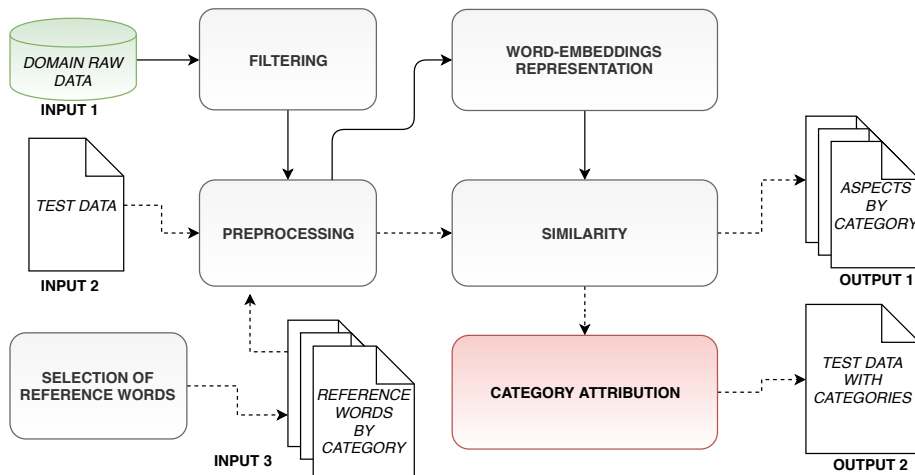 DOMAIN RAW
DATA
INPUT 1
FILTERING
WORD-EMBEDDINGS
REPRESENTATION
TEST DATA
INPUT 2
PREPROCESSING
SIMILARITY
ASPECTS
BY
CATEGORY
OUTPUT 1
SELECTION OF
REFERENCE WORDS
REFERENCE
WORDS
BY
CATEGORY
INPUT 3
CATEGORY ATTRIBUTION
TEST DATA
WITH
CATEGORIES
OUTPUT 2